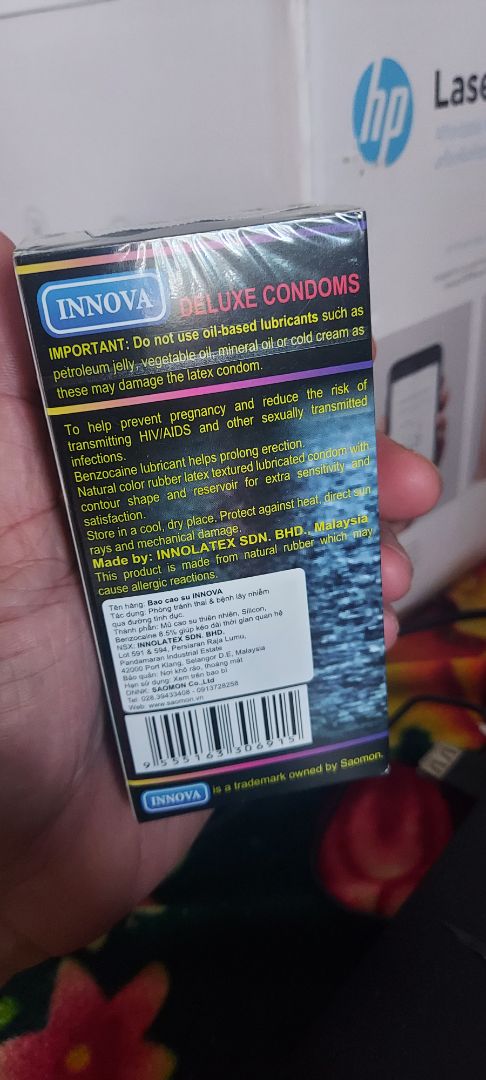 hp
Lase
INNOVA
DELUXE CONDOMS
IMPORTANT: Do not use oil-based lubricants such as
petroleum jelly, vegetable oil, mineral oil or cold cream as
these may damage the latex condom.
To help prevent pregnancy and reduce the risk of
transmitting HIV/AIDS and other sexually transmitted
infections.
Benzocaine lubricant helps prolong erection.
Natural color rubber latex textured lubricated condom with
contour shape and reservoir for extra sensitivity and
satisfaction.
Store in a cool, dry place. Protect against heat, direct sun
rays and mechanical damage.
Made by: INNOLATEX SDN. BHD., Malaysia
This product is made from natural rubber which may
cause allergic reactions.
Tên hàng: Bao cao su INNOVA
Tác dụng: Phòng tránh thai & bệnh lây nhiễm
qua đường tình dục.
Thành phần: Mủ cao su thiên nhiên, Silicon,
Benzocaine 8.5% giúp kéo dài thời gian quan hệ
NSX: INNOLATEX SDN. BHD.
Lot 591 & 594, Persiaran Raja Lumu,
Pandamaran Industrial Estate
42000 Port Klang, Selangor D.E, Malaysia
Bảo quản: Nơi khô ráo, thoáng mát
Hạn sử dụng: Xem trên bao bì
DNNK: SAOMON Co.,Ltd
Tel: 028.39433408 - 0913728258
Web: www.saomon.vn
9 555163 306915
INNOVA is a trademark owned by Saomon.